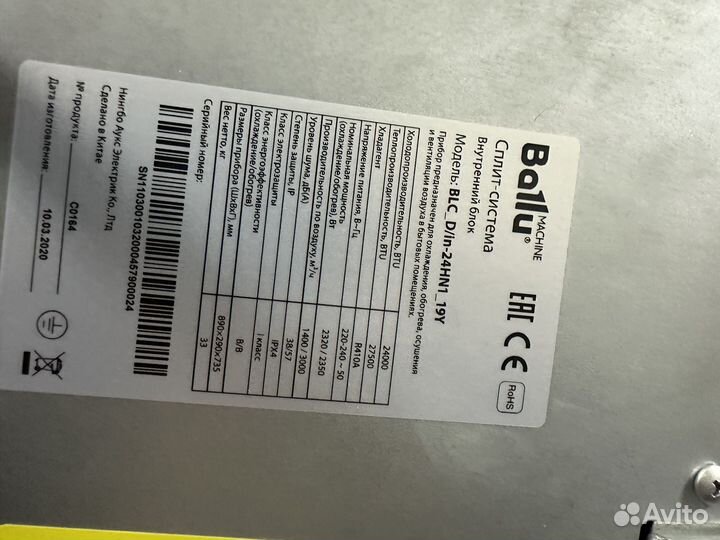 Ballu®
MACHINE
EAC CE RoHS
Сплит-система
Внутренний блок
Модель: BLC_D/in-24HN1_19Y
Прибор предназначен для охлаждения, обогрева, осушения
и вентиляции воздуха в бытовых помещениях.
Холодопроизводительность, BTU 24000
Теплопроизводительность, BTU 27500
Хладагент R410A
Напряжение питания, В~Гц 220-240 ~ 50
Номинальная мощность
(охлаждение/обогрев), Вт 2320 / 2350
Производительность по воздуху, м³/ч 1400 / 3000
Уровень шума, дБ(А) 38/57
Степень защиты, IP IPX4
Класс электрозащиты I класс
Класс энергоэффективности
(охлаждение/обогрев) B/B
Размеры прибора (ШхВхГ), мм 890×290×735
Вес нетто, кг 33
Серийный номер:
SN1103001032000457900024
Нингбо Аукс Электрик Ко., Лтд
Сделано в Китае
№ продукта: C0164
Дата изготовления: 10.03.2020
Avito